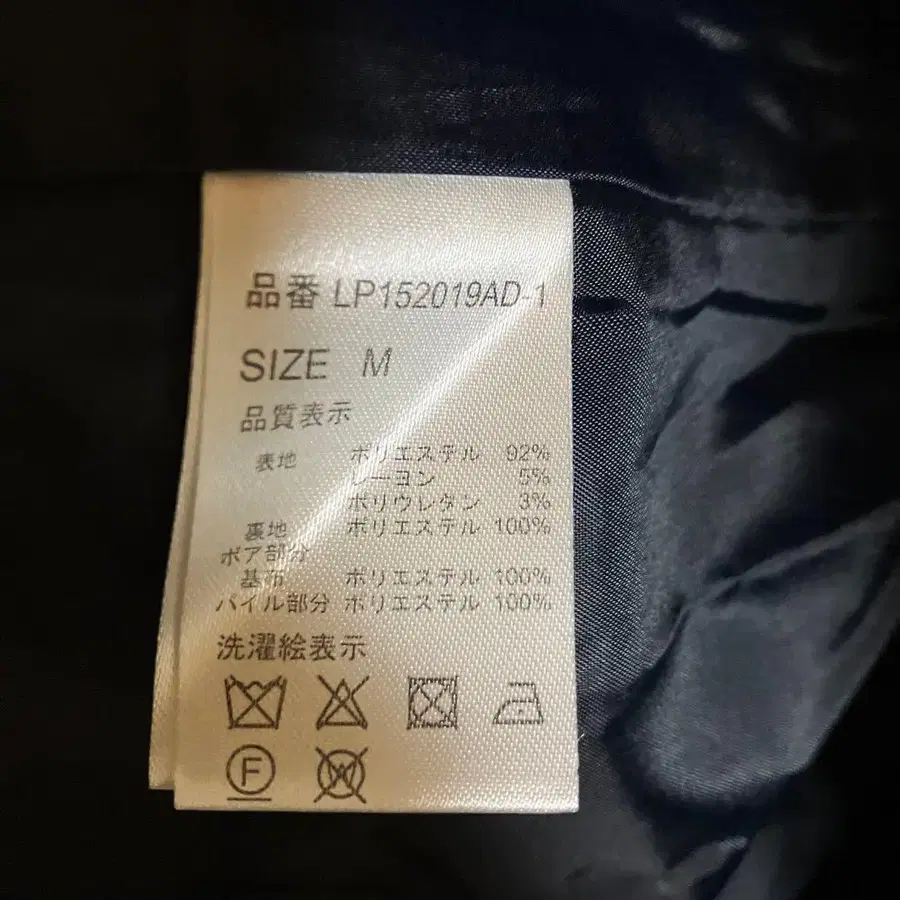 品番 LP152019AD-1
SIZE M
品質表示
表地 ポリエステル 92%
レーヨン 5%
ポリウレタン 3%
裏地 ポリエステル 100%
ボア部分
基布 ポリエステル 100%
パイル部分 ポリエステル 100%
洗濯絵表示
F W